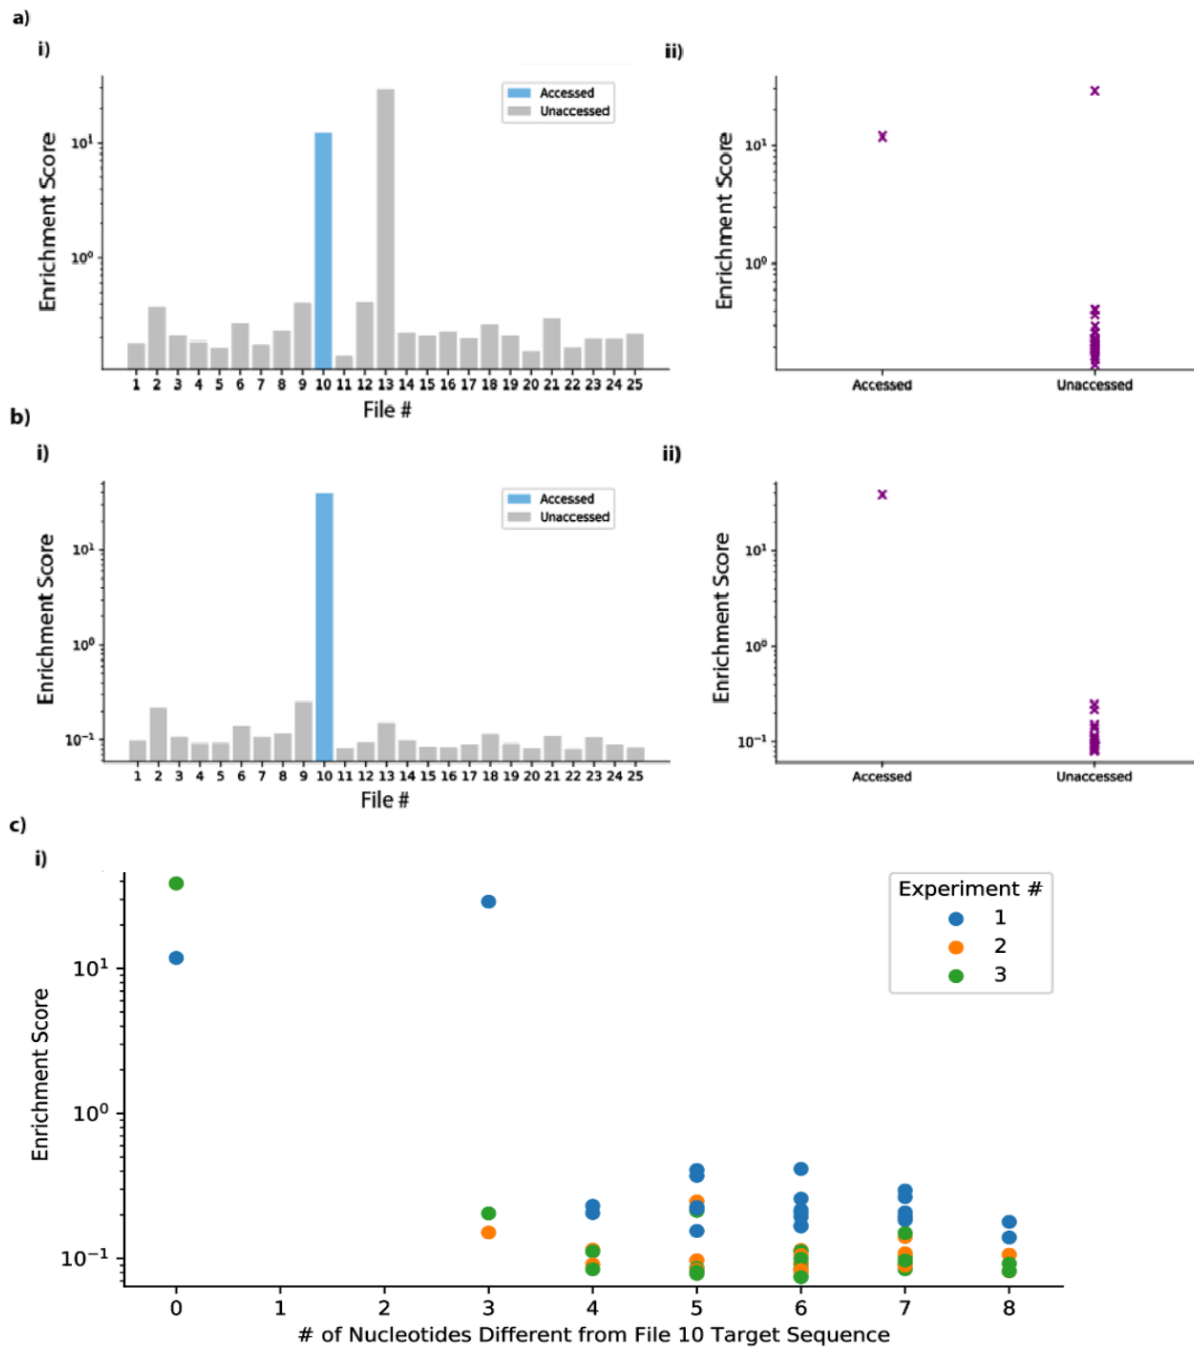 a)
i)
ii)
Enrichment Score
10¹
10⁰
Accessed
Unaccessed
1 2 3 4 5 6 7 8 9 10 11 12 13 14 15 16 17 18 19 20 21 22 23 24 25
File #
Enrichment Score
10¹
10⁰
Accessed Unaccessed
b)
i)
ii)
Enrichment Score
10¹
10⁰
10⁻¹
Accessed
Unaccessed
1 2 3 4 5 6 7 8 9 10 11 12 13 14 15 16 17 18 19 20 21 22 23 24 25
File #
Enrichment Score
10¹
10⁰
10⁻¹
Accessed Unaccessed
c)
i)
Enrichment Score
10¹
10⁰
10⁻¹
Experiment #
1
2
3
0 1 2 3 4 5 6 7 8
# of Nucleotides Different from File 10 Target Sequence